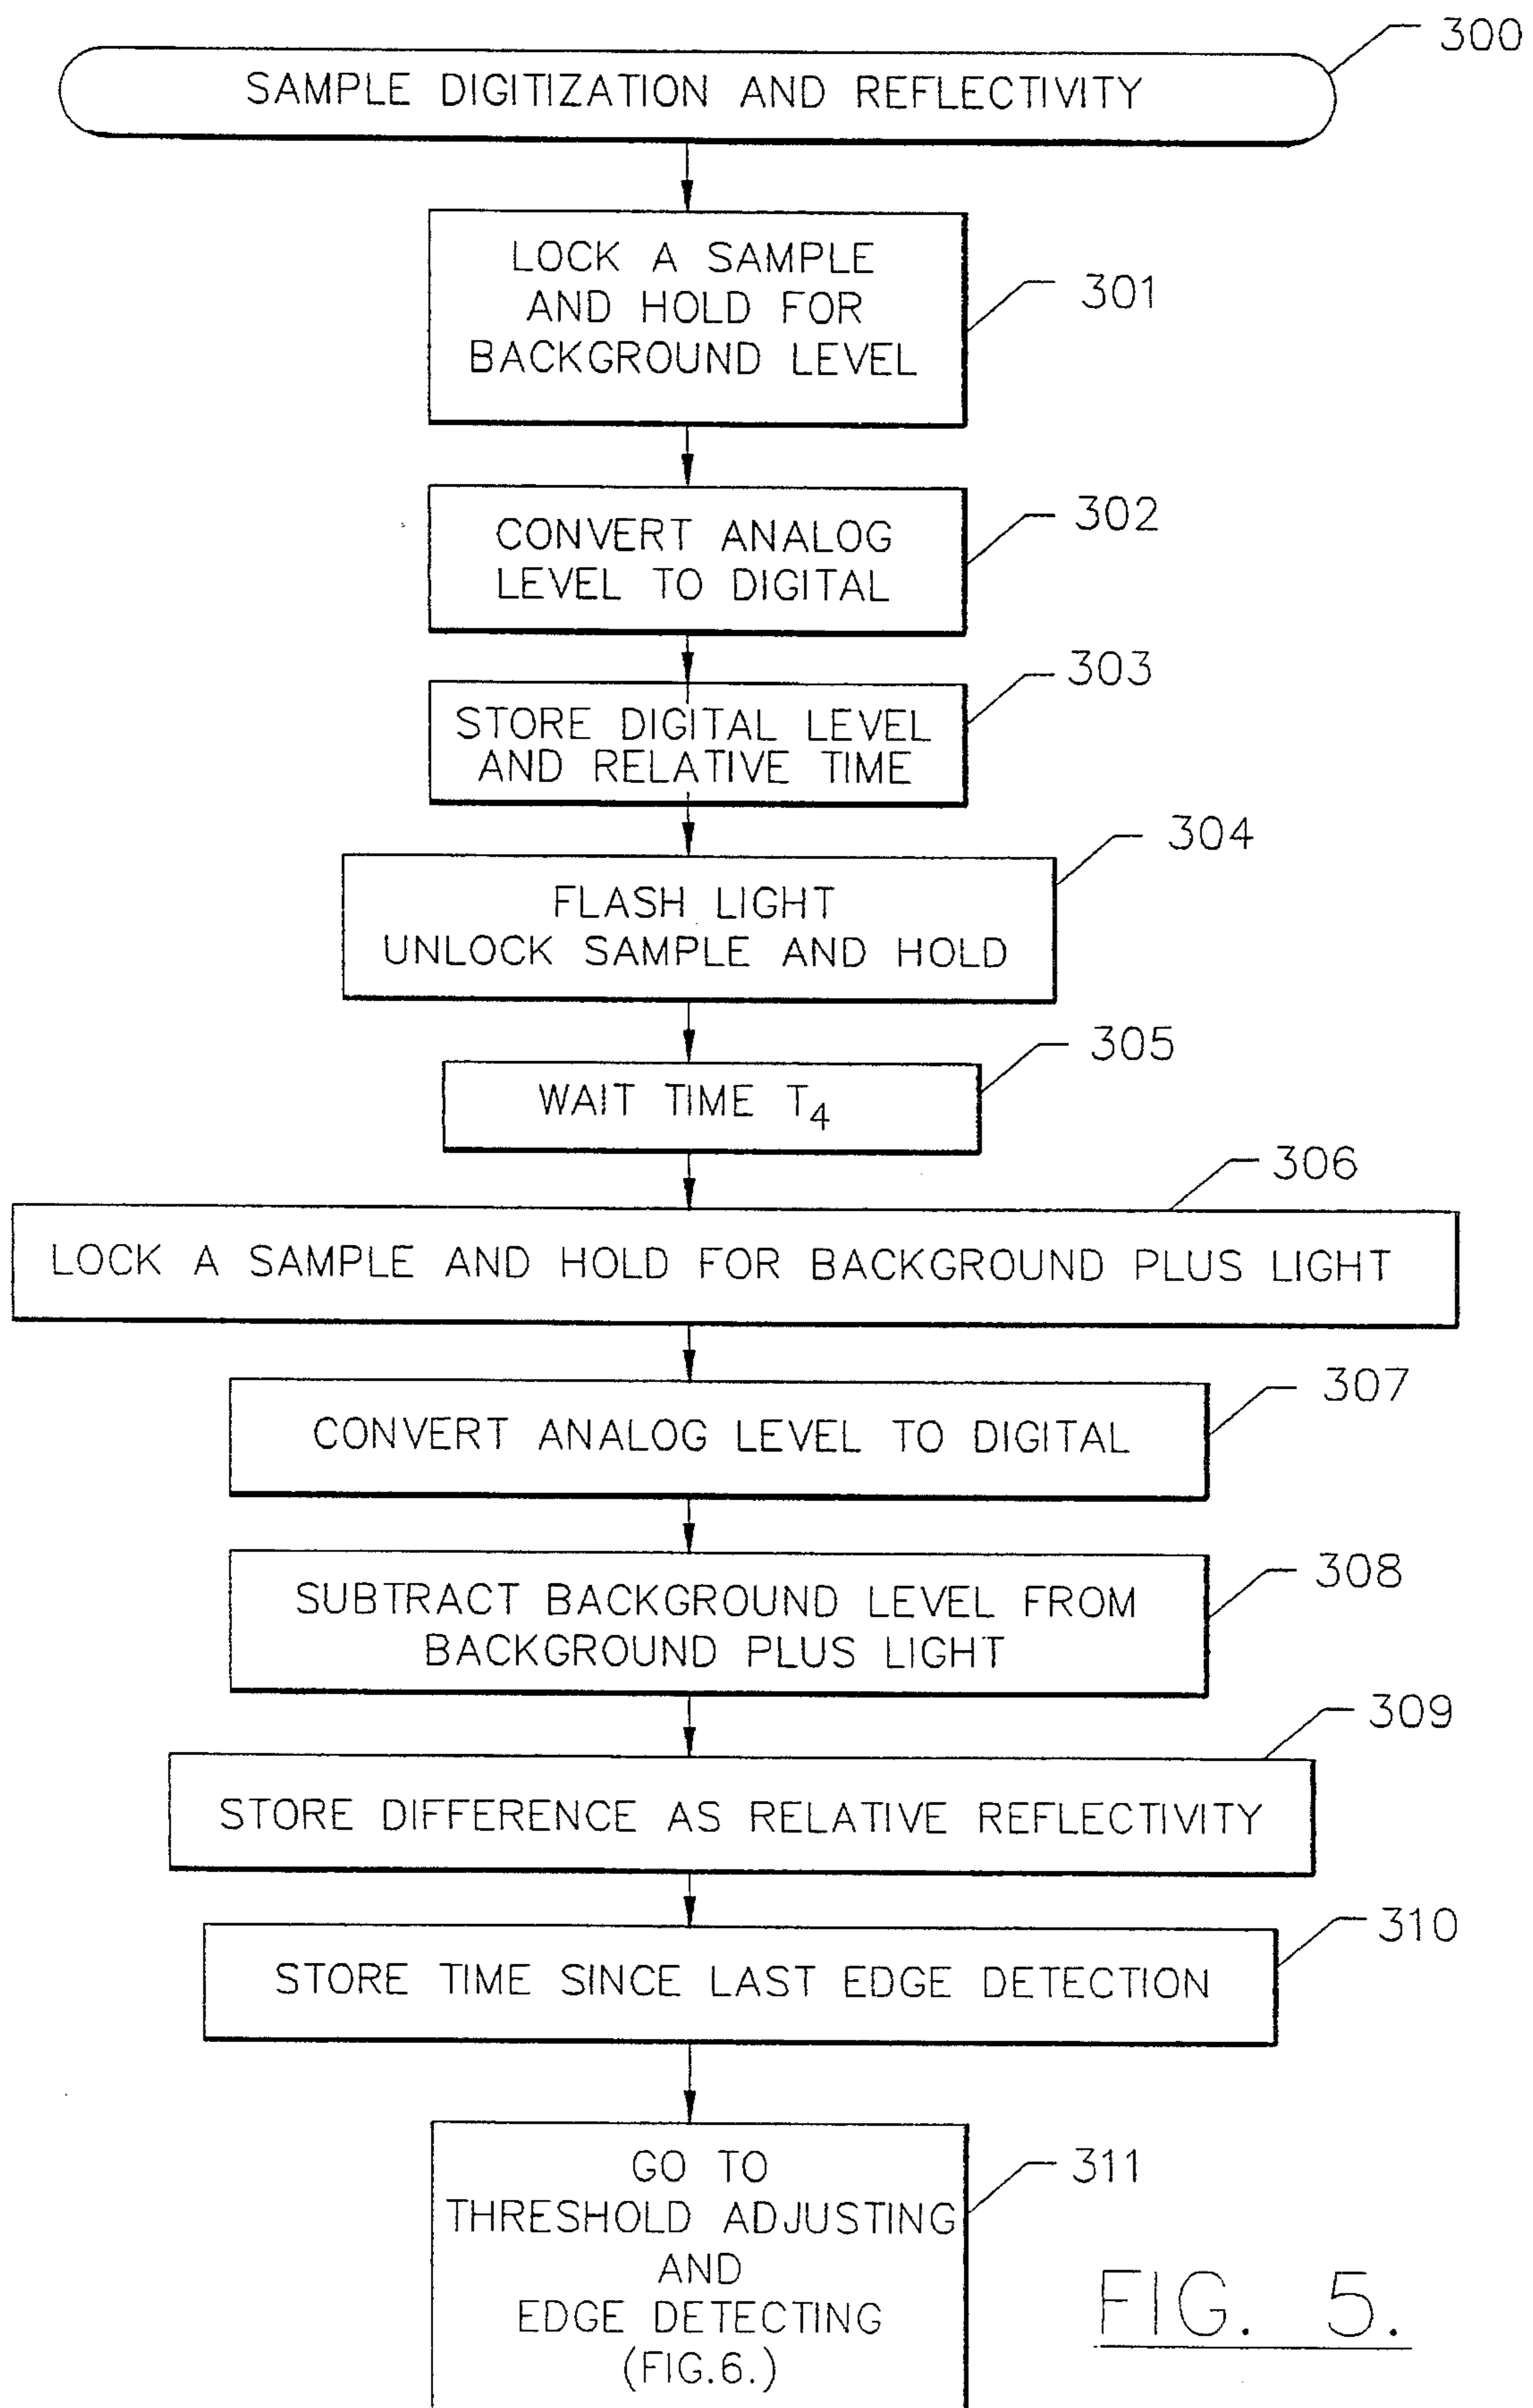 300
SAMPLE DIGITIZATION AND REFLECTIVITY
LOCK A SAMPLE
AND HOLD FOR
BACKGROUND LEVEL
301
CONVERT ANALOG
LEVEL TO DIGITAL
302
303
STORE DIGITAL LEVEL
AND RELATIVE TIME
304
FLASH LIGHT
UNLOCK SAMPLE AND HOLD
305
WAIT TIME T4
306
LOCK A SAMPLE AND HOLD FOR BACKGROUND PLUS LIGHT
307
CONVERT ANALOG LEVEL TO DIGITAL
308
SUBTRACT BACKGROUND LEVEL FROM
BACKGROUND PLUS LIGHT
309
STORE DIFFERENCE AS RELATIVE REFLECTIVITY
310
STORE TIME SINCE LAST EDGE DETECTION
311
GO TO
THRESHOLD ADJUSTING
AND
EDGE DETECTING
(FIG.6.)
FIG. 5.